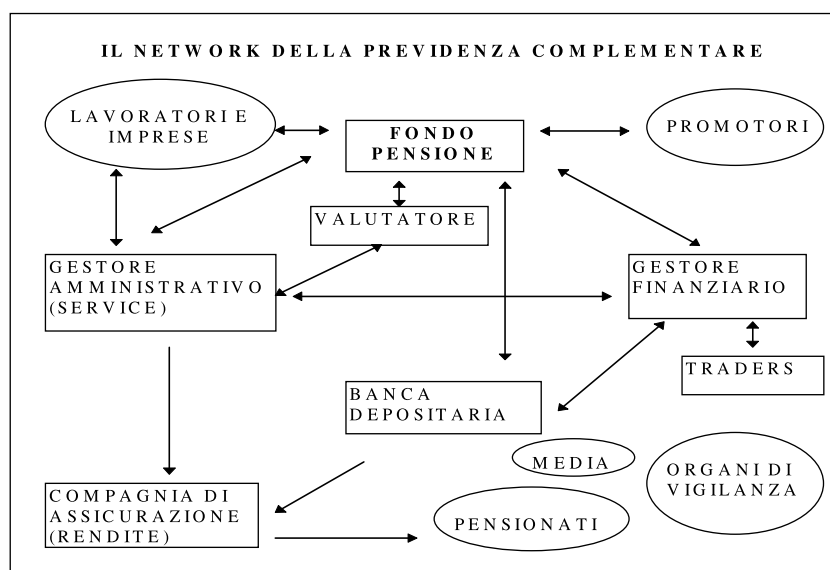 IL NETWORK DELLA PREVIDENZA COMPLEMENTARE
LAVORATORI E
IMPRESE
FONDO
PENSIONE
PROMOTORI
VALUTATORE
GESTORE
AMMINISTRATIVO
(SERVICE)
GESTORE
FINANZIARIO
TRADERS
BANCA
DEPOSITARIA
MEDIA
ORGANI DI
VIGILANZA
COMPAGNIA DI
ASSICURAZIONE
(RENDITE)
PENSIONATI